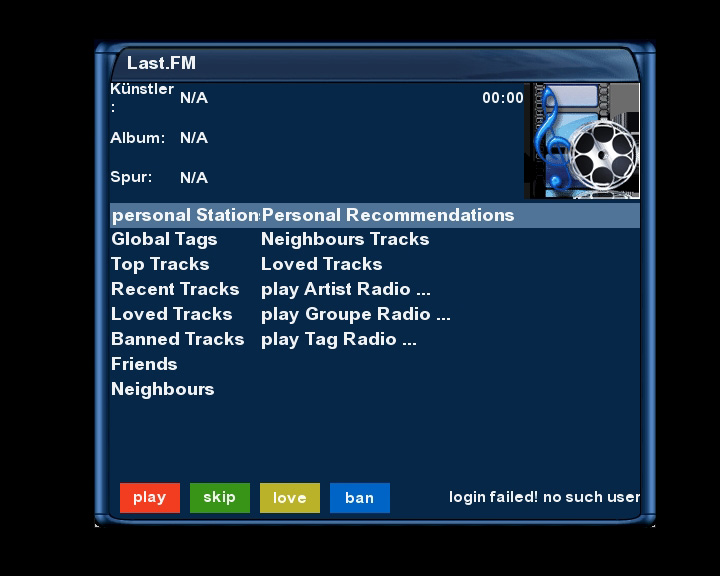 Last.FM
Künstler
:
N/A
00:00
Album: N/A
Spur: N/A
personal Station Personal Recommendations
Global Tags Neighbours Tracks
Top Tracks Loved Tracks
Recent Tracks play Artist Radio ...
Loved Tracks play Groupe Radio ...
Banned Tracks play Tag Radio ...
Friends
Neighbours
play skip love ban login failed! no such user